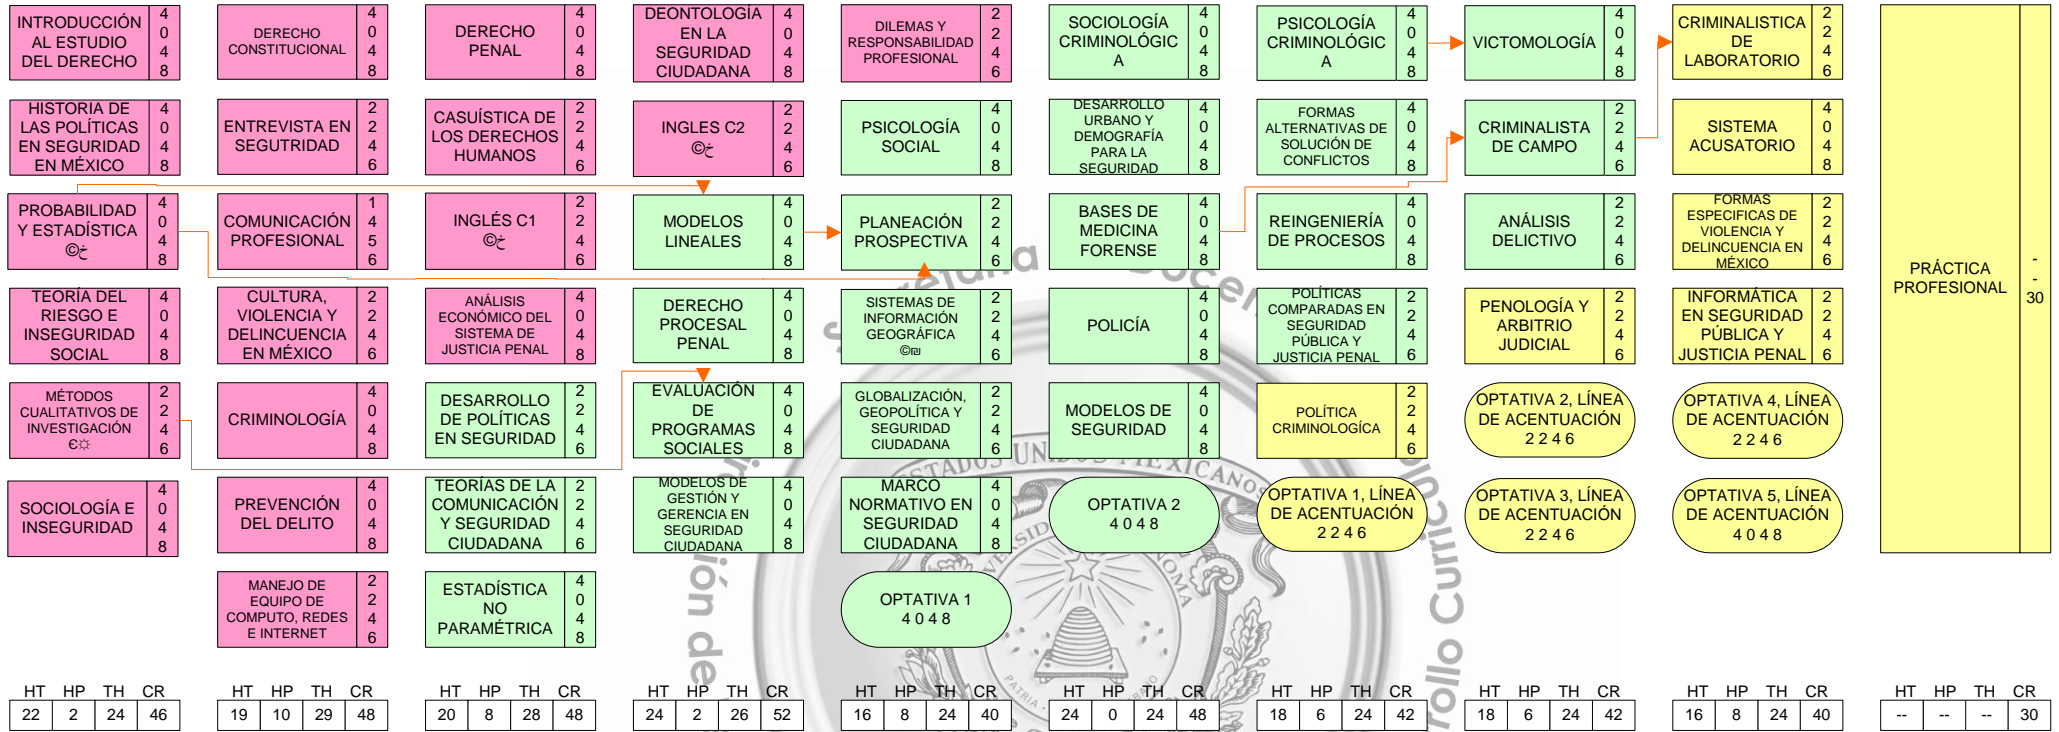 INTRODUCCIÓN
AL ESTUDIO
DEL DERECHO
4
0
4
8
HISTORIA DE
LAS POLÍTICAS
EN SEGURIDAD
EN MÉXICO
4
0
4
8
PROBABILIDAD
Y ESTADÍSTICA
©خ
4
0
4
8
TEORÍA DEL
RIESGO E
INSEGURIDAD
SOCIAL
4
0
4
8
MÉTODOS
CUALITATIVOS DE
INVESTIGACIÓN
€☼
2
2
4
6
SOCIOLOGÍA E
INSEGURIDAD
4
0
4
8
HT HP TH CR
22 2 24 46
DERECHO
CONSTITUCIONAL
4
0
4
8
ENTREVISTA EN
SEGUTRIDAD
2
2
4
6
COMUNICACIÓN
PROFESIONAL
1
4
5
6
CULTURA,
VIOLENCIA Y
DELINCUENCIA
EN MÉXICO
2
2
4
6
CRIMINOLOGÍA
4
0
4
8
PREVENCIÓN
DEL DELITO
4
0
4
8
MANEJO DE
EQUIPO DE
COMPUTO, REDES
E INTERNET
2
2
4
6
HT HP TH CR
19 10 29 48
DERECHO
PENAL
4
0
4
8
CASUÍSTICA DE
LOS DERECHOS
HUMANOS
2
2
4
6
INGLÉS C1
©خ
2
2
4
6
ANÁLISIS
ECONÓMICO DEL
SISTEMA DE
JUSTICIA PENAL
4
0
4
8
DESARROLLO
DE POLÍTICAS
EN SEGURIDAD
2
2
4
6
TEORÍAS DE LA
COMUNICACIÓN
Y SEGURIDAD
CIUDADANA
2
2
4
6
ESTADÍSTICA
NO
PARAMÉTRICA
4
0
4
8
HT HP TH CR
20 8 28 48
DEONTOLOGÍA
EN LA
SEGURIDAD
CIUDADANA
4
0
4
8
INGLES C2
©خ
2
2
4
6
MODELOS
LINEALES
4
0
4
8
DERECHO
PROCESAL
PENAL
4
0
4
8
EVALUACIÓN
DE
PROGRAMAS
SOCIALES
4
0
4
8
MODELOS DE
GESTIÓN Y
GERENCIA EN
SEGURIDAD
CIUDADANA
4
0
4
8
HT HP TH CR
24 2 26 52
DILEMAS Y
RESPONSABILIDAD
PROFESIONAL
2
2
4
6
PSICOLOGÍA
SOCIAL
4
0
4
8
PLANEACIÓN
PROSPECTIVA
2
2
4
6
SISTEMAS DE
INFORMACIÓN
GEOGRÁFICA
©₪
2
2
4
6
GLOBALIZACIÓN,
GEOPOLÍTICA Y
SEGURIDAD
CIUDADANA
2
2
4
6
MARCO
NORMATIVO EN
SEGURIDAD
CIUDADANA
4
0
4
8
OPTATIVA 1
4 0 4 8
HT HP TH CR
16 8 24 40
SOCIOLOGÍA
CRIMINOLÓGIC
A
4
0
4
8
DESARROLLO
URBANO Y
DEMOGRAFÍA
PARA LA
SEGURIDAD
4
0
4
8
BASES DE
MEDICINA
FORENSE
4
0
4
8
POLICÍA
4
0
4
8
MODELOS DE
SEGURIDAD
4
0
4
8
OPTATIVA 2
4 0 4 8
HT HP TH CR
24 0 24 48
PSICOLOGÍA
CRIMINOLÓGIC
A
4
0
4
8
FORMAS
ALTERNATIVAS DE
SOLUCIÓN DE
CONFLICTOS
4
0
4
8
REINGENIERÍA
DE PROCESOS
4
0
4
8
POLÍTICAS
COMPARADAS EN
SEGURIDAD
PÚBLICA Y
JUSTICIA PENAL
2
2
4
6
POLÍTICA
CRIMINOLOGÍCA
2
2
4
6
OPTATIVA 1, LÍNEA
DE ACENTUACIÓN
2 2 4 6
HT HP TH CR
18 6 24 42
VICTOMOLOGÍA
4
0
4
8
CRIMINALISTA
DE CAMPO
2
2
4
6
ANÁLISIS
DELICTIVO
2
2
4
6
PENOLOGÍA Y
ARBITRIO
JUDICIAL
2
2
4
6
OPTATIVA 2, LÍNEA
DE ACENTUACIÓN
2 2 4 6
OPTATIVA 3, LÍNEA
DE ACENTUACIÓN
2 2 4 6
HT HP TH CR
18 6 24 42
CRIMINALISTICA
DE
LABORATORIO
2
2
4
6
SISTEMA
ACUSATORIO
4
0
4
8
FORMAS
ESPECIFICAS DE
VIOLENCIA Y
DELINCUENCIA EN
MÉXICO
2
2
4
6
INFORMÁTICA
EN SEGURIDAD
PÚBLICA Y
JUSTICIA PENAL
2
2
4
6
OPTATIVA 4, LÍNEA
DE ACENTUACIÓN
2 2 4 6
OPTATIVA 5, LÍNEA
DE ACENTUACIÓN
4 0 4 8
HT HP TH CR
16 8 24 40
PRÁCTICA
PROFESIONAL
-
-
30
HT HP TH CR
-- -- -- 30